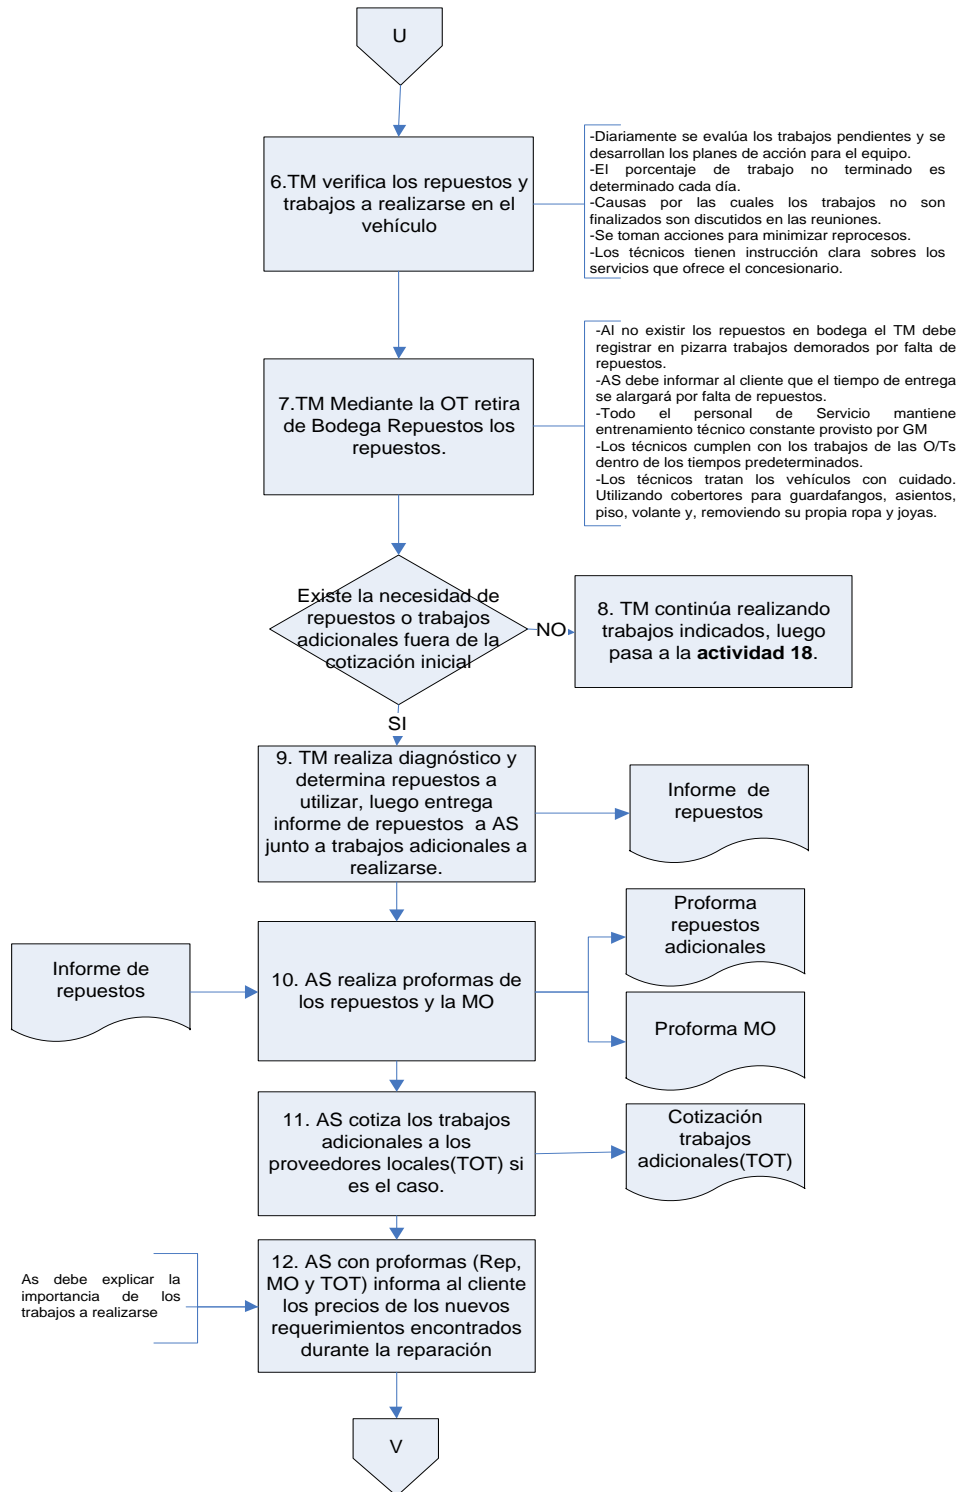 U
6.TM verifica los repuestos y
trabajos a realizarse en el
vehículo
-Diariamente se evalúa los trabajos pendientes y se
desarrollan los planes de acción para el equipo.
-El porcentaje de trabajo no terminado es
determinado cada día.
-Causas por las cuales los trabajos no son
finalizados son discutidos en las reuniones.
-Se toman acciones para minimizar reprocesos.
-Los técnicos tienen instrucción clara sobre los
servicios que ofrece el concesionario.
7.TM Mediante la OT retira
de Bodega Repuestos los
repuestos.
-Al no existir los repuestos en bodega el TM debe
registrar en pizarra trabajos demorados por falta de
repuestos.
-AS debe informar al cliente que el tiempo de entrega
se alargará por falta de repuestos.
-Todo el personal de Servicio mantiene
entrenamiento técnico constante provisto por GM
-Los técnicos cumplen con los trabajos de las O/Ts
dentro de los tiempos predeterminados.
-Los técnicos tratan los vehículos con cuidado.
Utilizando cobertores para guardafangos, asientos,
piso, volante y, removiendo su propia ropa y joyas.
Existe la necesidad de
repuestos o trabajos
adicionales fuera de la
cotización inicial
NO
8. TM continúa realizando
trabajos indicados, luego
pasa a la actividad 18.
SI
9. TM realiza diagnóstico y
determina repuestos a
utilizar, luego entrega
informe de repuestos a AS
junto a trabajos adicionales a
realizarse.
Informe de
repuestos
Proforma
repuestos
adicionales
Informe de
repuestos
10. AS realiza proformas de
los repuestos y la MO
Proforma MO
11. AS cotiza los trabajos
adicionales a los
proveedores locales(TOT) si
es el caso.
Cotización
trabajos
adicionales(TOT)
As debe explicar la
importancia de los
trabajos a realizarse
12. AS con proformas (Rep,
MO y TOT) informa al cliente
los precios de los nuevos
requerimientos encontrados
durante la reparación
V